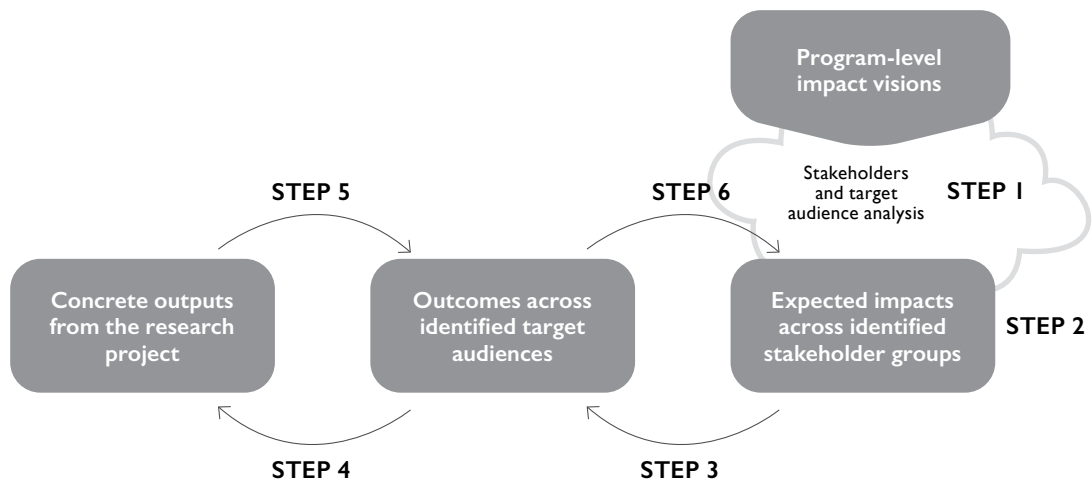 Program-level
impact visions
Stakeholders
and target
audience analysis
STEP 1
STEP 5
STEP 6
Concrete outputs
from the research
project
Outcomes across
identified target
audiences
Expected impacts
across identified
stakeholder groups
STEP 2
STEP 4
STEP 3